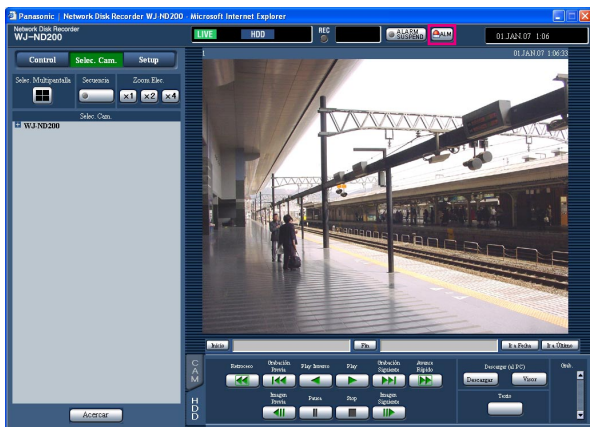 Panasonic | Network Disk Recorder WJ-ND200 - Microsoft Internet Explorer
Network Disk Recorder
WJ-ND200
LIVE HDD REC ALARM SUSPEND ALM 01.JAN.07 1:06
Control Selec. Cam. Setup
1 01.JAN.07 1:06:33
Selec. Multipantalla Secuencia Zoom Elec.
x1 x2 x4
Selec. Cam.
WJ-ND200
Inicio Fin Ir a Fecha Ir a Último
CAM
HDD
Retroceso Grabación Previa Play Inverso Play Grabación Siguiente Avance Rápido
Descargar (al PC) Grab.
Descargar Visor
Imagen Previa Pausa Stop Imagen Siguiente
Texto
Acercar